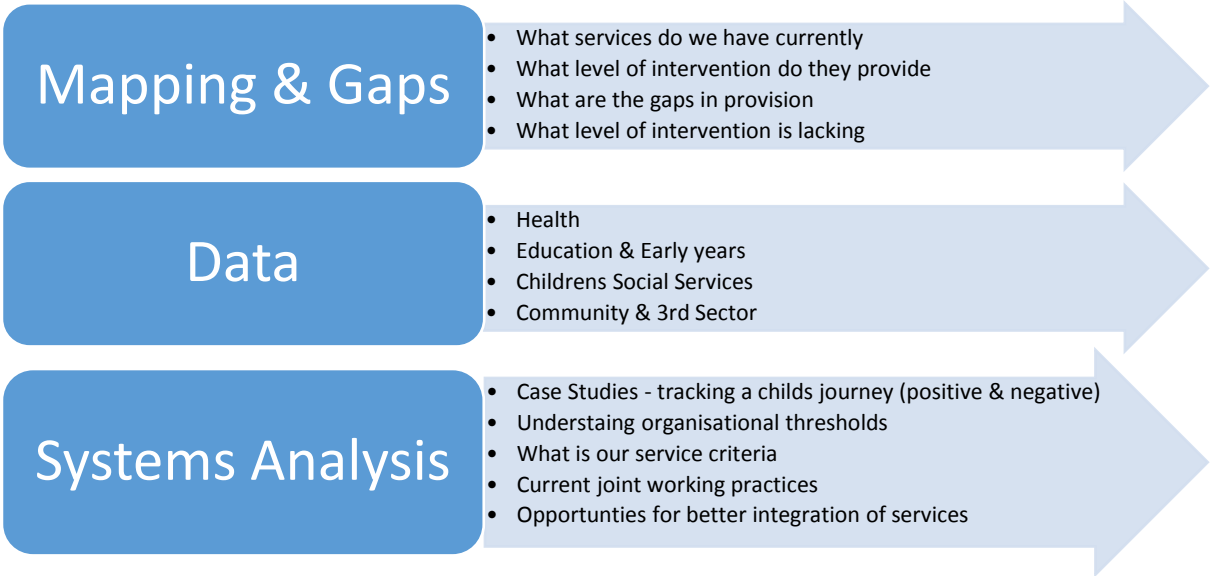 Mapping & Gaps
• What services do we have currently
• What level of intervention do they provide
• What are the gaps in provision
• What level of intervention is lacking
Data
• Health
• Education & Early years
• Childrens Social Services
• Community & 3rd Sector
Systems Analysis
• Case Studies - tracking a childs journey (positive & negative)
• Understaing organisational thresholds
• What is our service criteria
• Current joint working practices
• Opportunties for better integration of services